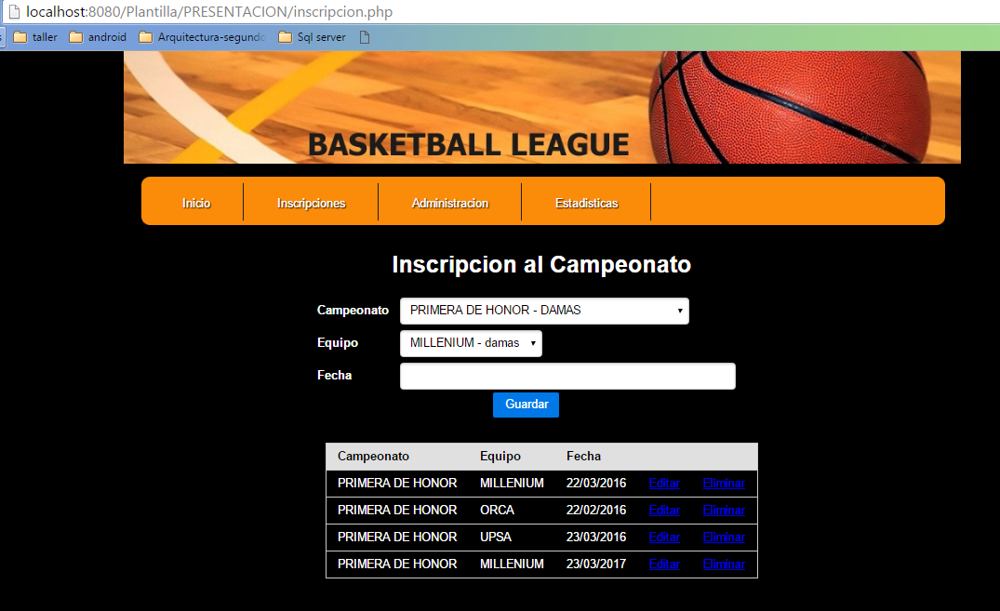 localhost:8080/Plantilla/PRESENTACION/inscripcion.php
s taller android Arquitectura-segundo Sql server
BASKETBALL LEAGUE
Inicio Inscripciones Administracion Estadisticas
Inscripcion al Campeonato
Campeonato PRIMERA DE HONOR - DAMAS
Equipo MILLENIUM - damas
Fecha
Guardar
Campeonato Equipo Fecha
PRIMERA DE HONOR MILLENIUM 22/03/2016 Editar Eliminar
PRIMERA DE HONOR ORCA 22/02/2016 Editar Eliminar
PRIMERA DE HONOR UPSA 23/03/2016 Editar Eliminar
PRIMERA DE HONOR MILLENIUM 23/03/2017 Editar Eliminar